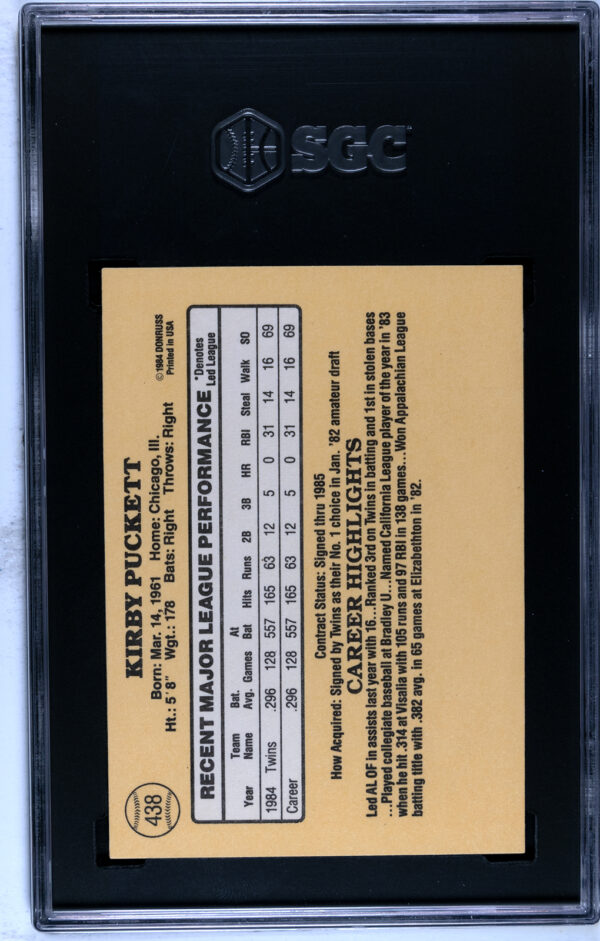 SGC
438
KIRBY PUCKETT
©1984 DONRUSS
Printed in USA
Born: Mar. 14, 1961 Home: Chicago, Ill.
Ht.: 5' 8" Wgt.: 178 Bats: Right Throws: Right
RECENT MAJOR LEAGUE PERFORMANCE *Denotes Led League
Year Team Name Bat. Avg. Games At Bat Hits Runs 2B 3B HR RBI Steal Walk SO
1984 Twins .296 128 557 165 63 12 5 0 31 14 16 69
Career .296 128 557 165 63 12 5 0 31 14 16 69
Contract Status: Signed thru 1985
How Acquired: Signed by Twins as their No. 1 choice in Jan. '82 amateur draft
CAREER HIGHLIGHTS
Led AL OF in assists last year with 16...Ranked 3rd on Twins in batting and 1st in stolen bases
...Played collegiate baseball at Bradley U...Named California League player of the year in '83
when he hit .314 at Visalia with 105 runs and 97 RBI in 138 games...Won Appalachian League
batting title with .382 avg. in 65 games at Elizabethton in '82.